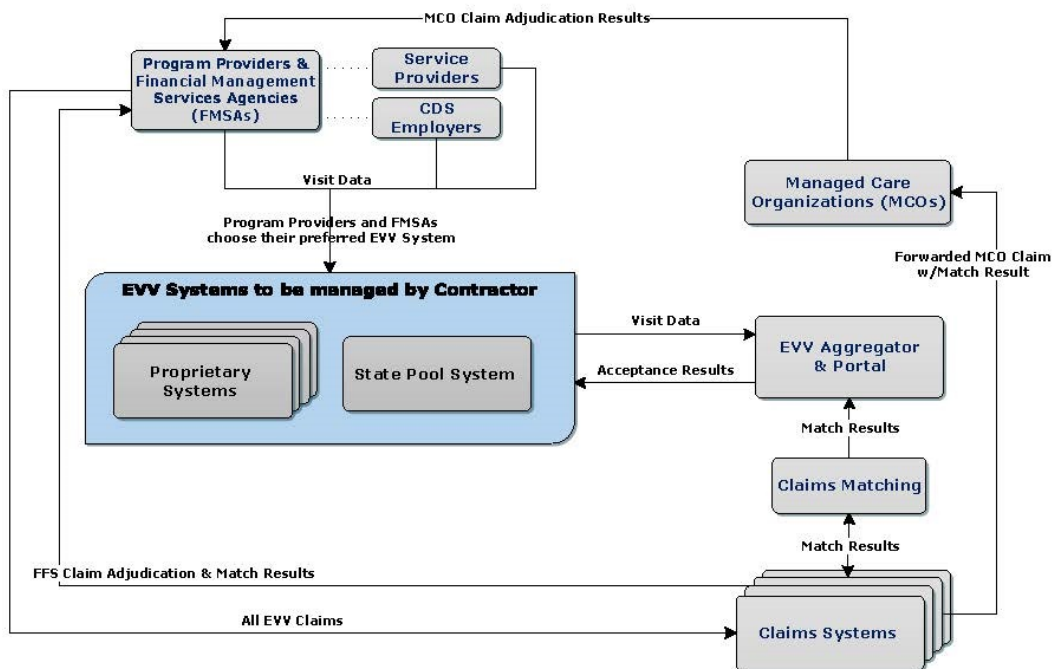 MCO Claim Adjudication Results
Program Providers &
Financial Management
Services Agencies
(FMSAs)
Service
Providers
CDS
Employers
Visit Data
Managed Care
Organizations (MCOs)
Program Providers and FMSAs
choose their preferred EVV System
Forwarded MCO Claim
w/Match Result
EVV Systems to be managed by Contractor
Proprietary
Systems
State Pool System
Visit Data
Acceptance Results
EVV Aggregator
& Portal
Match Results
Claims Matching
Match Results
FFS Claim Adjudication & Match Results
All EVV Claims
Claims Systems